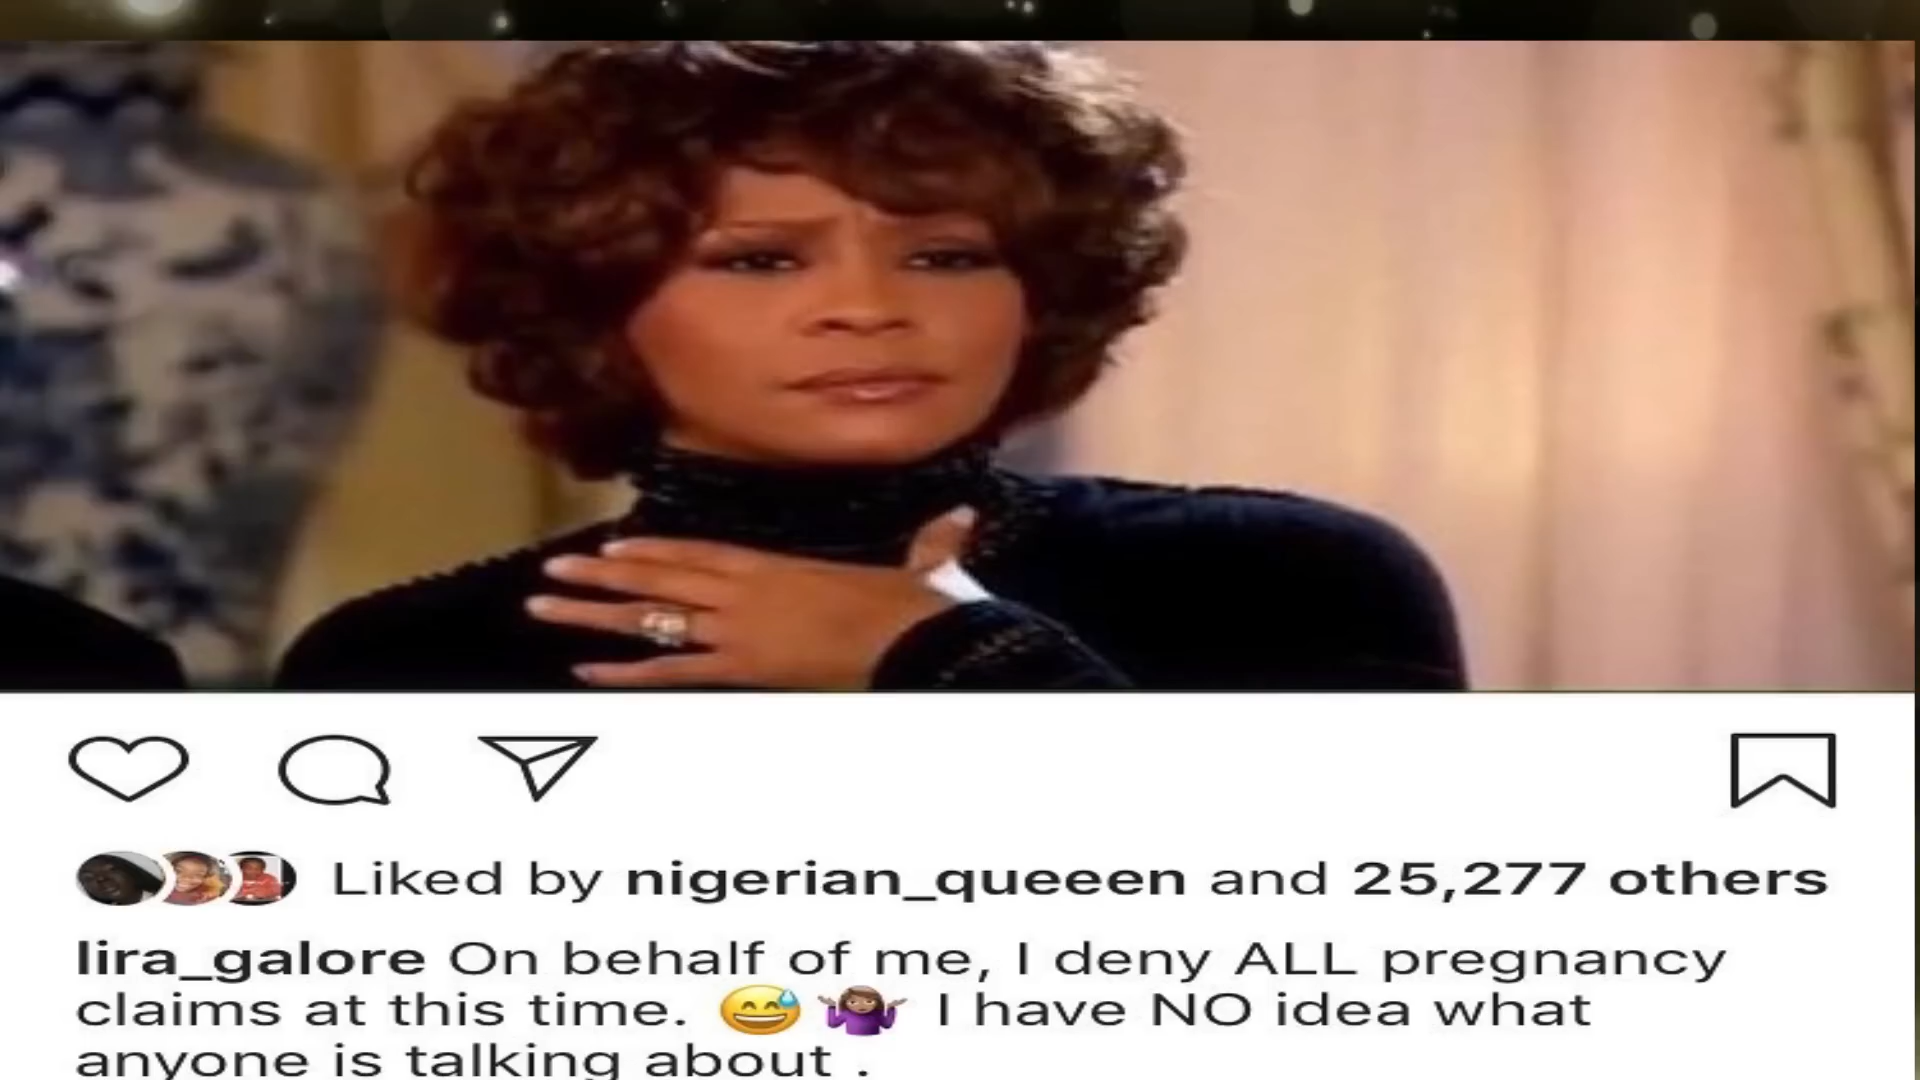 Liked by nigerian_queeen and 25,277 others
lira_galore On behalf of me, I deny ALL pregnancy
claims at this time. 😅 🤷🏽‍♀️ I have NO idea what
anyone is talking about .